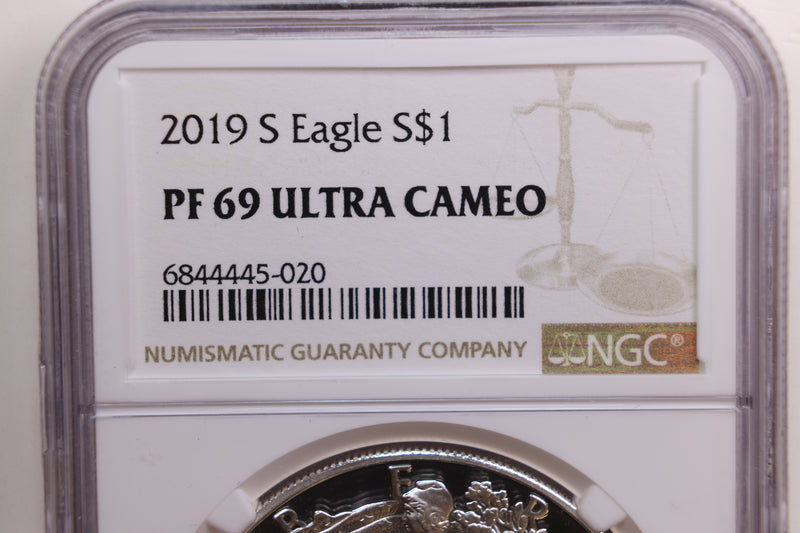 2019 S Eagle S$1
PF 69 ULTRA CAMEO
6844445-020
NUMISMATIC GUARANTY COMPANY
NGC®
R F R